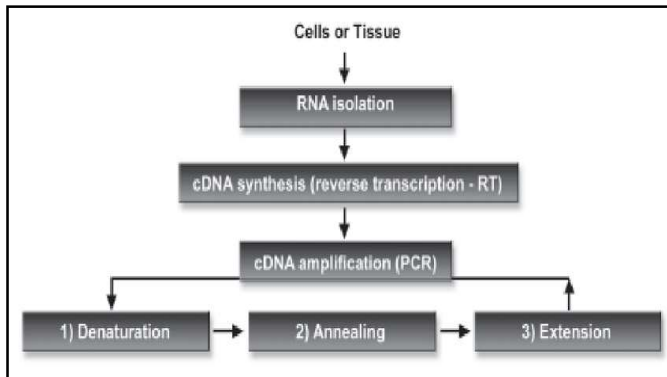 Cells or Tissue
RNA isolation
cDNA synthesis (reverse transcription - RT)
cDNA amplification (PCR)
1) Denaturation
2) Annealing
3) Extension